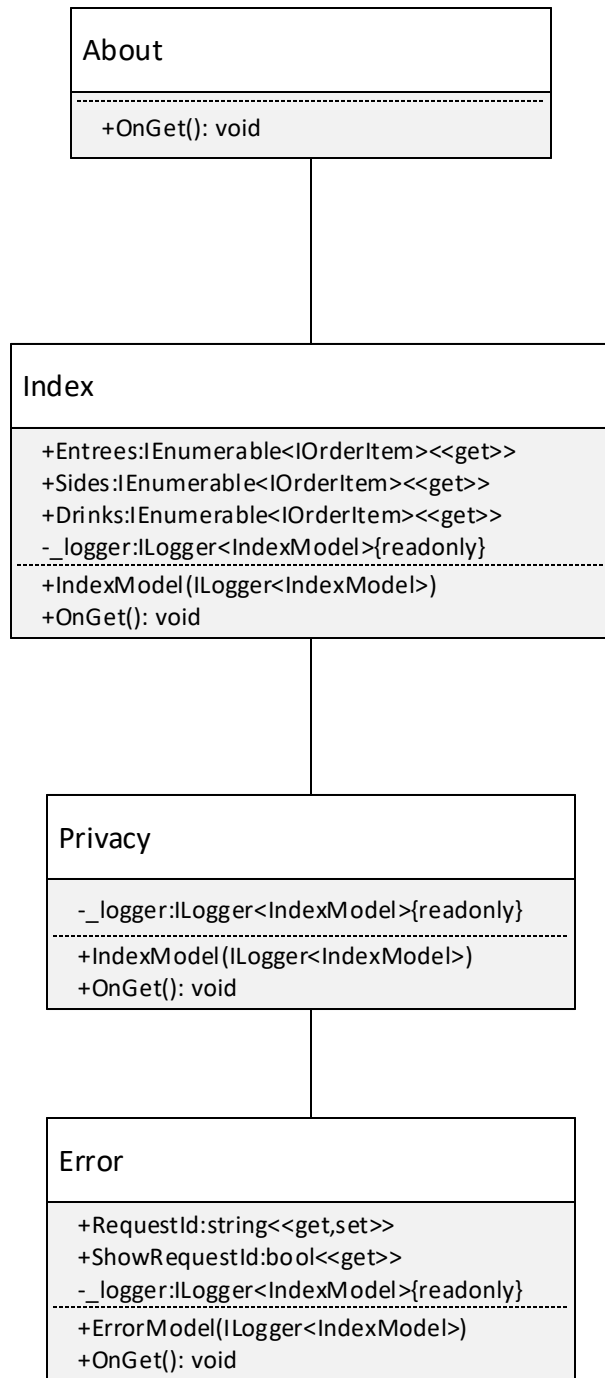 About
+OnGet(): void
Index
+Entrees:IEnumerable<IOrderItem><<get>>
+Sides:IEnumerable<IOrderItem><<get>>
+Drinks:IEnumerable<IOrderItem><<get>>
-_logger:ILogger<IndexModel>{readonly}
+IndexModel(ILogger<IndexModel>)
+OnGet(): void
Privacy
-_logger:ILogger<IndexModel>{readonly}
+IndexModel(ILogger<IndexModel>)
+OnGet(): void
Error
+RequestId:string<<get,set>>
+ShowRequestId:bool<<get>>
-_logger:ILogger<IndexModel>{readonly}
+ErrorModel(ILogger<IndexModel>)
+OnGet(): void